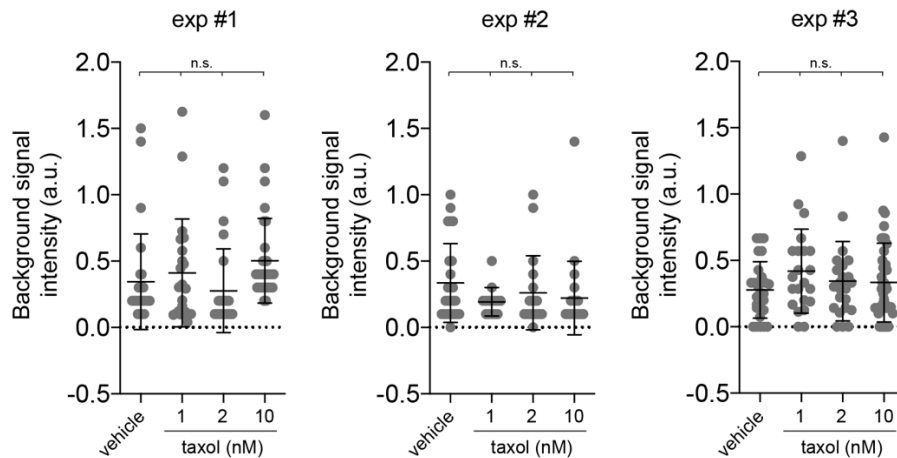 exp #1
exp #2
exp #3
Background signal
intensity (a.u.)
2.0
1.5
1.0
0.5
0.0
-0.5
n.s.
vehicle
1
2
10
taxol (nM)
Background signal
intensity (a.u.)
2.0
1.5
1.0
0.5
0.0
-0.5
n.s.
vehicle
1
2
10
taxol (nM)
Background signal
intensity (a.u.)
2.0
1.5
1.0
0.5
0.0
-0.5
n.s.
vehicle
1
2
10
taxol (nM)